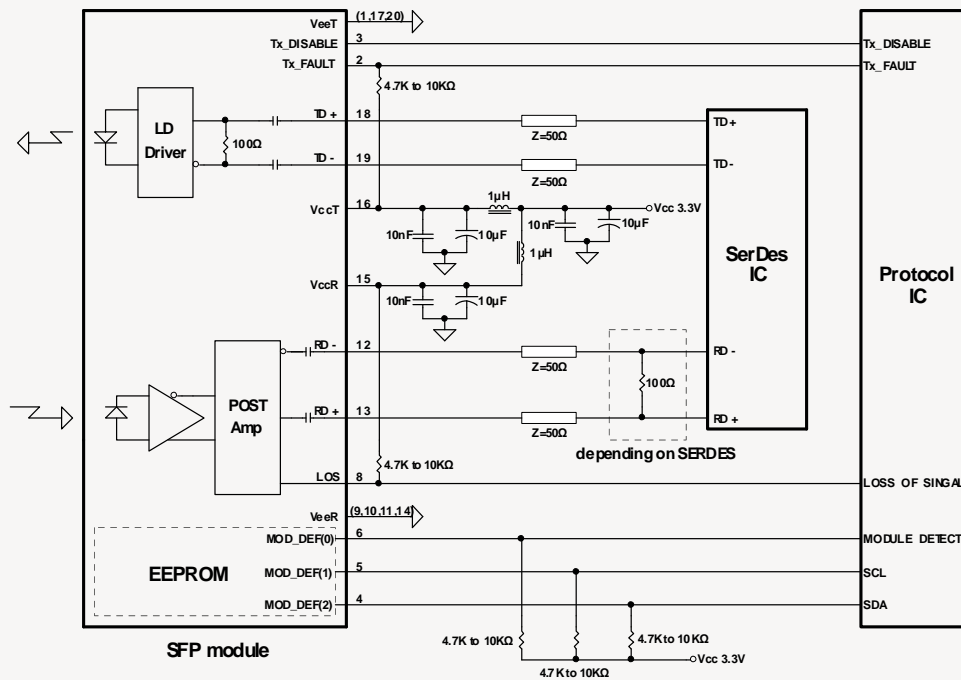 VeeT (1,17,20)
Tx_DISABLE 3 Tx_DISABLE
Tx_FAULT 2 Tx_FAULT
4.7K to 10KΩ
LD
Driver
100Ω
TD+ 18 TD+
Z=50Ω
TD- 19 TD-
Z=50Ω
VccT 16
1µH
Vcc 3.3V
10nF
10µF
10nF
10µF
1µH
SerDes
IC
Protocol
IC
VccR 15
10nF
10µF
RD - 12 RD -
Z=50Ω
100Ω
POST
Amp
RD + 13 RD +
Z=50Ω
depending on SERDES
4.7K to 10KΩ
LOS 8 LOSS OF SINGAL
VeeR (9,10,11,14)
MOD_DEF(0) 6 MODULE DETECT
EEPROM
MOD_DEF(1) 5 SCL
MOD_DEF(2) 4 SDA
4.7K to 10KΩ
4.7K to 10KΩ
4.7K to 10KΩ
Vcc 3.3V
SFP module